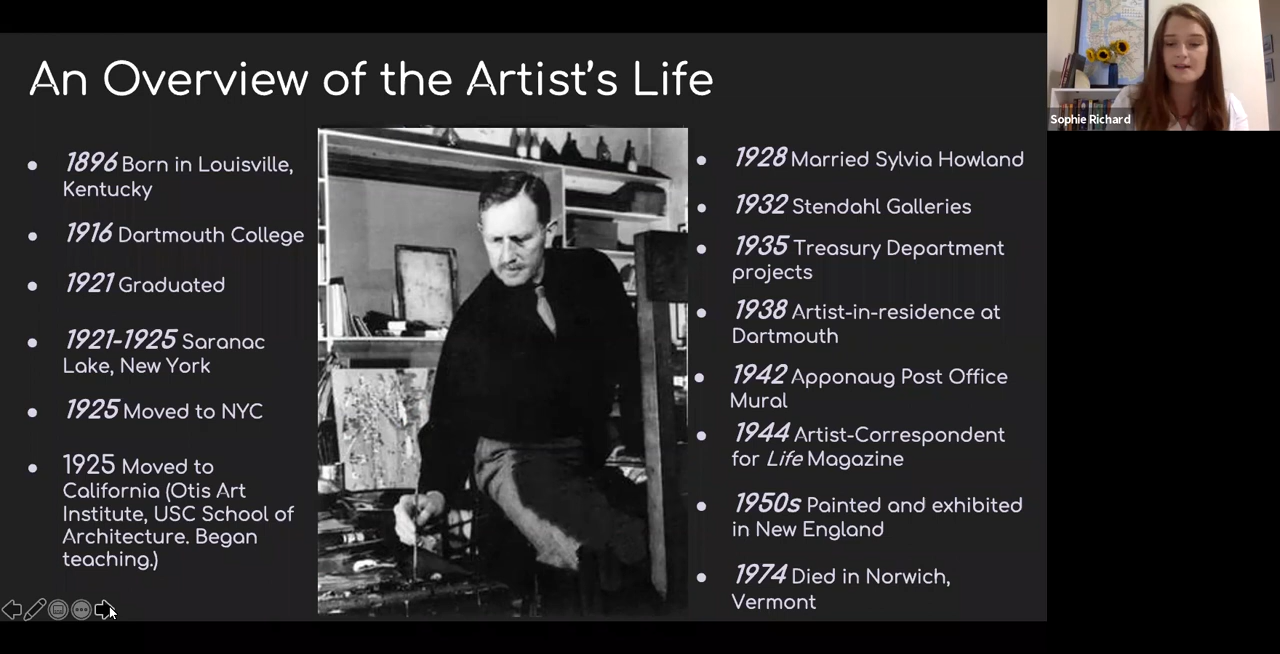 An Overview of the Artist's Life
1896 Born in Louisville,
Kentucky
1916 Dartmouth College
1921 Graduated
1921-1925 Saranac
Lake, New York
1925 Moved to NYC
1925 Moved to
California (Otis Art
Institute, USC School of
Architecture. Began
teaching.)
1928 Married Sylvia Howland
1932 Stendahl Galleries
1935 Treasury Department
projects
1938 Artist-in-residence at
Dartmouth
1942 Apponaug Post Office
Mural
1944 Artist-Correspondent
for Life Magazine
1950s Painted and exhibited
in New England
1974 Died in Norwich,
Vermont
Sophie Richard